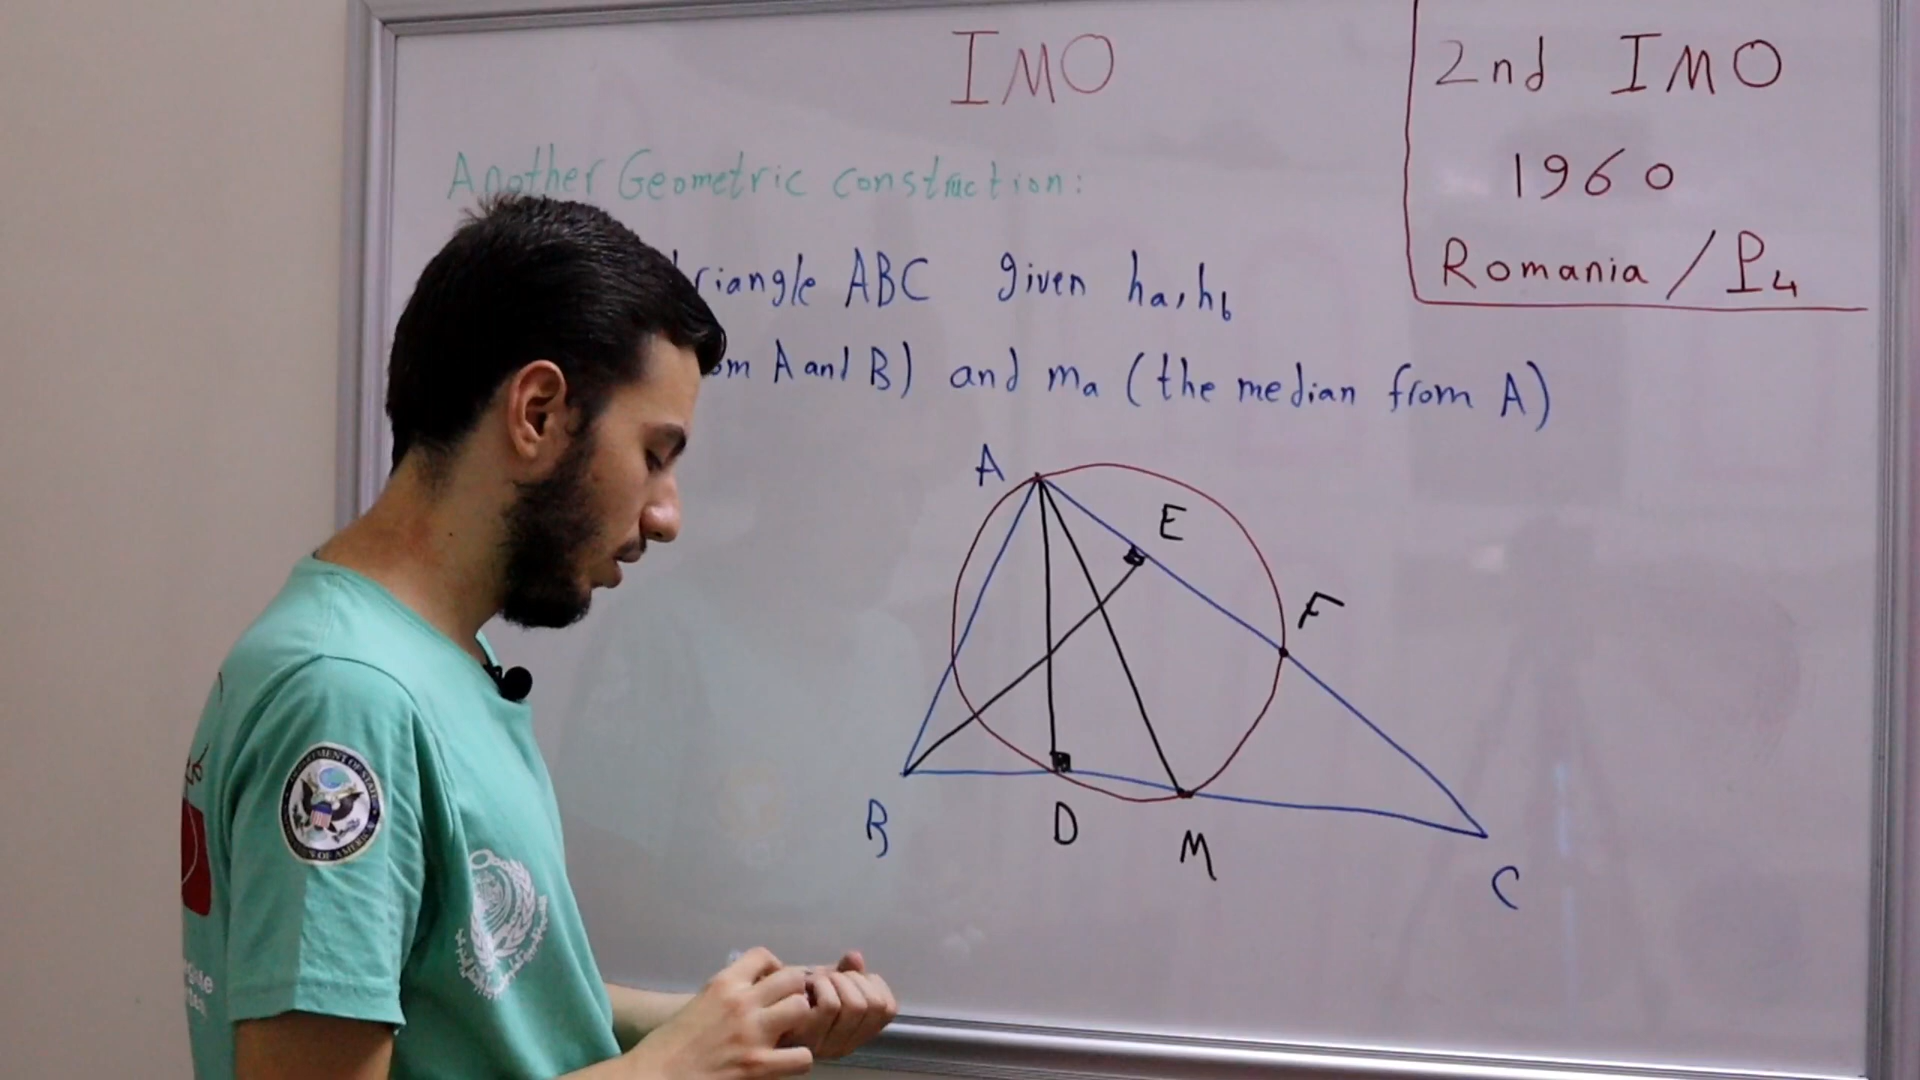 IMO
2nd IMO
1960
Romania / P4
Another Geometric construction:
triangle ABC given ha, hb
A and B) and ma (the median from A)
A
E
F
B
D
M
C